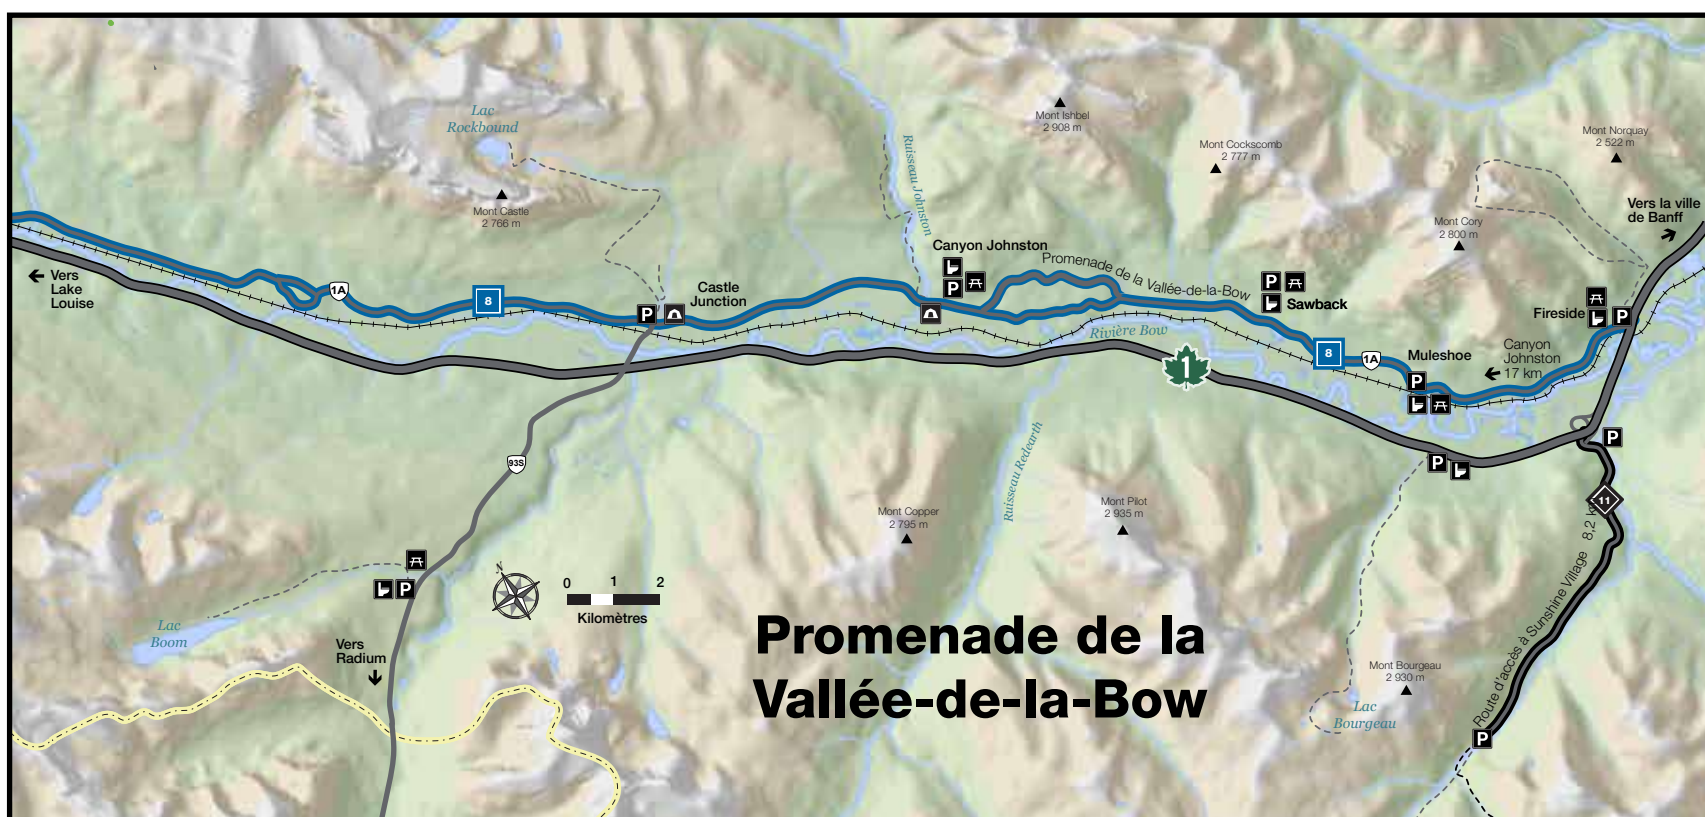 Lac
Rockbound
Mont Castle
2 766 m
Ruisseau Johnston
Mont Ishbel
2 908 m
Mont Cockscomb
2 777 m
Mont Norquay
2 522 m
Mont Cory
2 800 m
Vers la ville
de Banff
Vers
Lake
Louise
1A
8
Castle
Junction
P
Canyon Johnston
P
Promenade de la Vallée-de-la-Bow
P
Sawback
Fireside
P
Rivière Bow
1
8
1A
Muleshoe
P
Canyon
Johnston
17 km
P
P
93S
Ruisseau Redearth
Mont Copper
2 795 m
Mont Pilot
2 935 m
11
Route d'accès à Sunshine Village 8,2 k
P
N
0 1 2
Kilomètres
Lac
Boom
Vers
Radium
Promenade de la
Vallée-de-la-Bow
Mont Bourgeau
2 930 m
Lac
Bourgeau
P